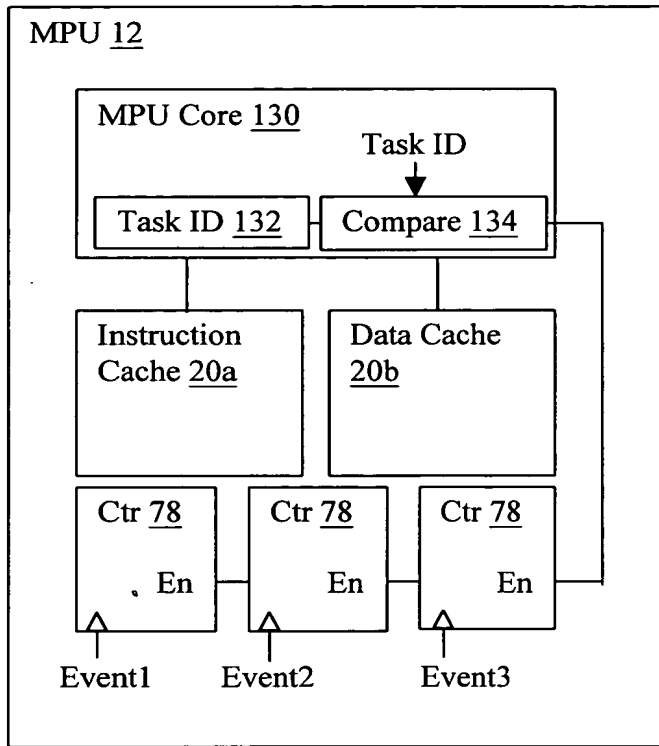 MPU 12
MPU Core 130
Task ID
Task ID 132
Compare 134
Instruction
Cache 20a
Data Cache
20b
Ctr 78
Ctr 78
Ctr 78
En
En
En
Event1
Event2
Event3